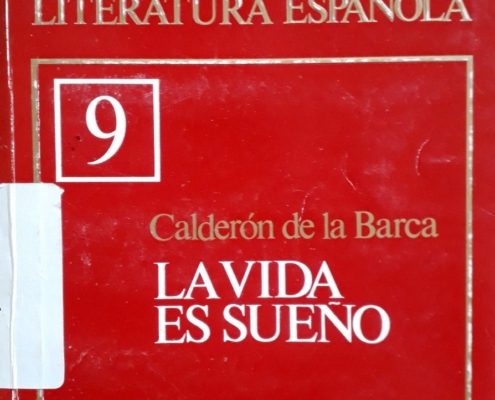 LITERATURA ESPAÑOLA
9
Calderón de la Barca
LA VIDA
ES SUEÑO